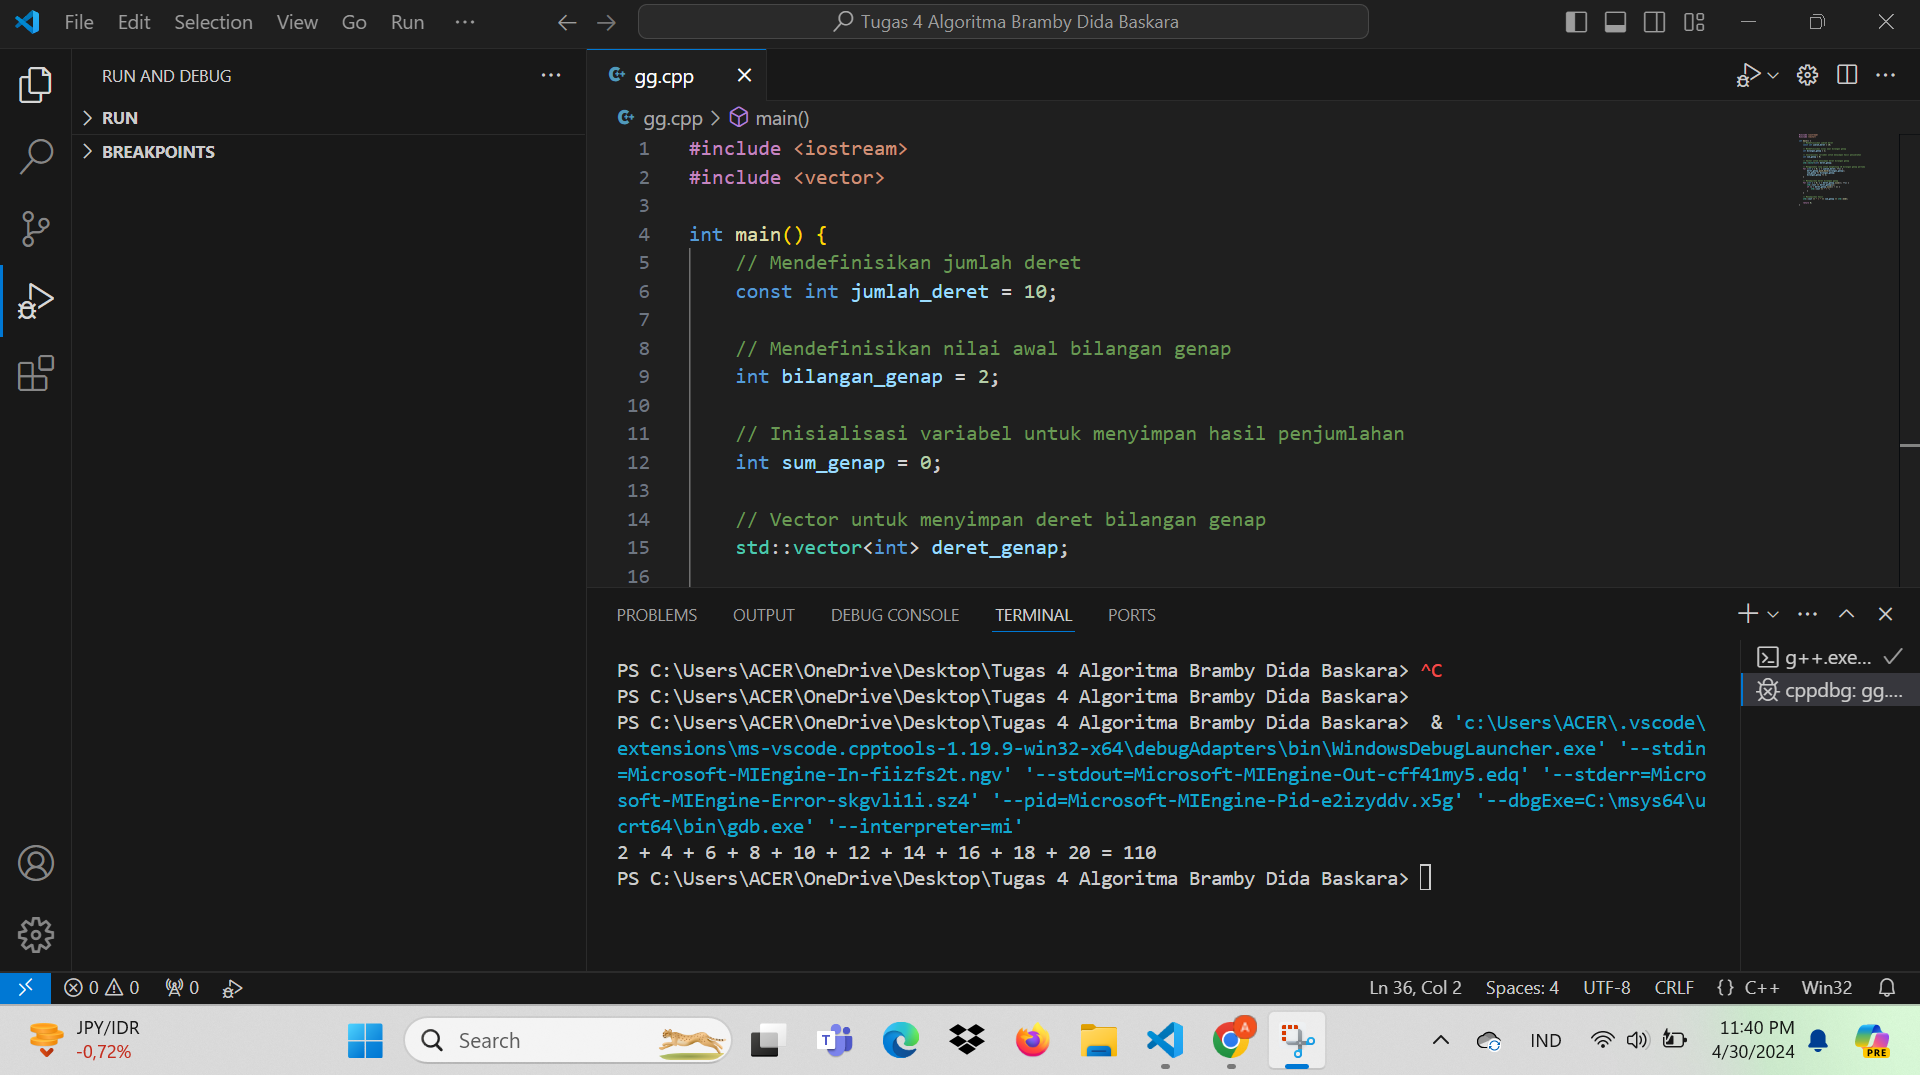 File Edit Selection View Go Run ··· Tugas 4 Algoritma Bramby Dida Baskara
RUN AND DEBUG
RUN
BREAKPOINTS
gg.cpp
gg.cpp > main()
1 #include <iostream>
2 #include <vector>
3
4 int main() {
5 // Mendefinisikan jumlah deret
6 const int jumlah_deret = 10;
7
8 // Mendefinisikan nilai awal bilangan genap
9 int bilangan_genap = 2;
10
11 // Inisialisasi variabel untuk menyimpan hasil penjumlahan
12 int sum_genap = 0;
13
14 // Vector untuk menyimpan deret bilangan genap
15 std::vector<int> deret_genap;
16
PROBLEMS OUTPUT DEBUG CONSOLE TERMINAL PORTS
PS C:\Users\ACER\OneDrive\Desktop\Tugas 4 Algoritma Bramby Dida Baskara> ^C
PS C:\Users\ACER\OneDrive\Desktop\Tugas 4 Algoritma Bramby Dida Baskara>
PS C:\Users\ACER\OneDrive\Desktop\Tugas 4 Algoritma Bramby Dida Baskara> & 'c:\Users\ACER\.vscode\
extensions\ms-vscode.cpptools-1.19.9-win32-x64\debugAdapters\bin\WindowsDebugLauncher.exe' '--stdin
=Microsoft-MIEngine-In-fiizfs2t.ngv' '--stdout=Microsoft-MIEngine-Out-cff41my5.edq' '--stderr=Micro
soft-MIEngine-Error-skgvli1i.sz4' '--pid=Microsoft-MIEngine-Pid-e2izyddv.x5g' '--dbgExe=C:\msys64\u
crt64\bin\gdb.exe' '--interpreter=mi'
2 + 4 + 6 + 8 + 10 + 12 + 14 + 16 + 18 + 20 = 110
PS C:\Users\ACER\OneDrive\Desktop\Tugas 4 Algoritma Bramby Dida Baskara>
g++.exe...
cppdbg: gg....
0 0 0 Ln 36, Col 2 Spaces: 4 UTF-8 CRLF {} C++ Win32
JPY/IDR
-0,72%
Search
IND
11:40 PM
4/30/2024
PRE